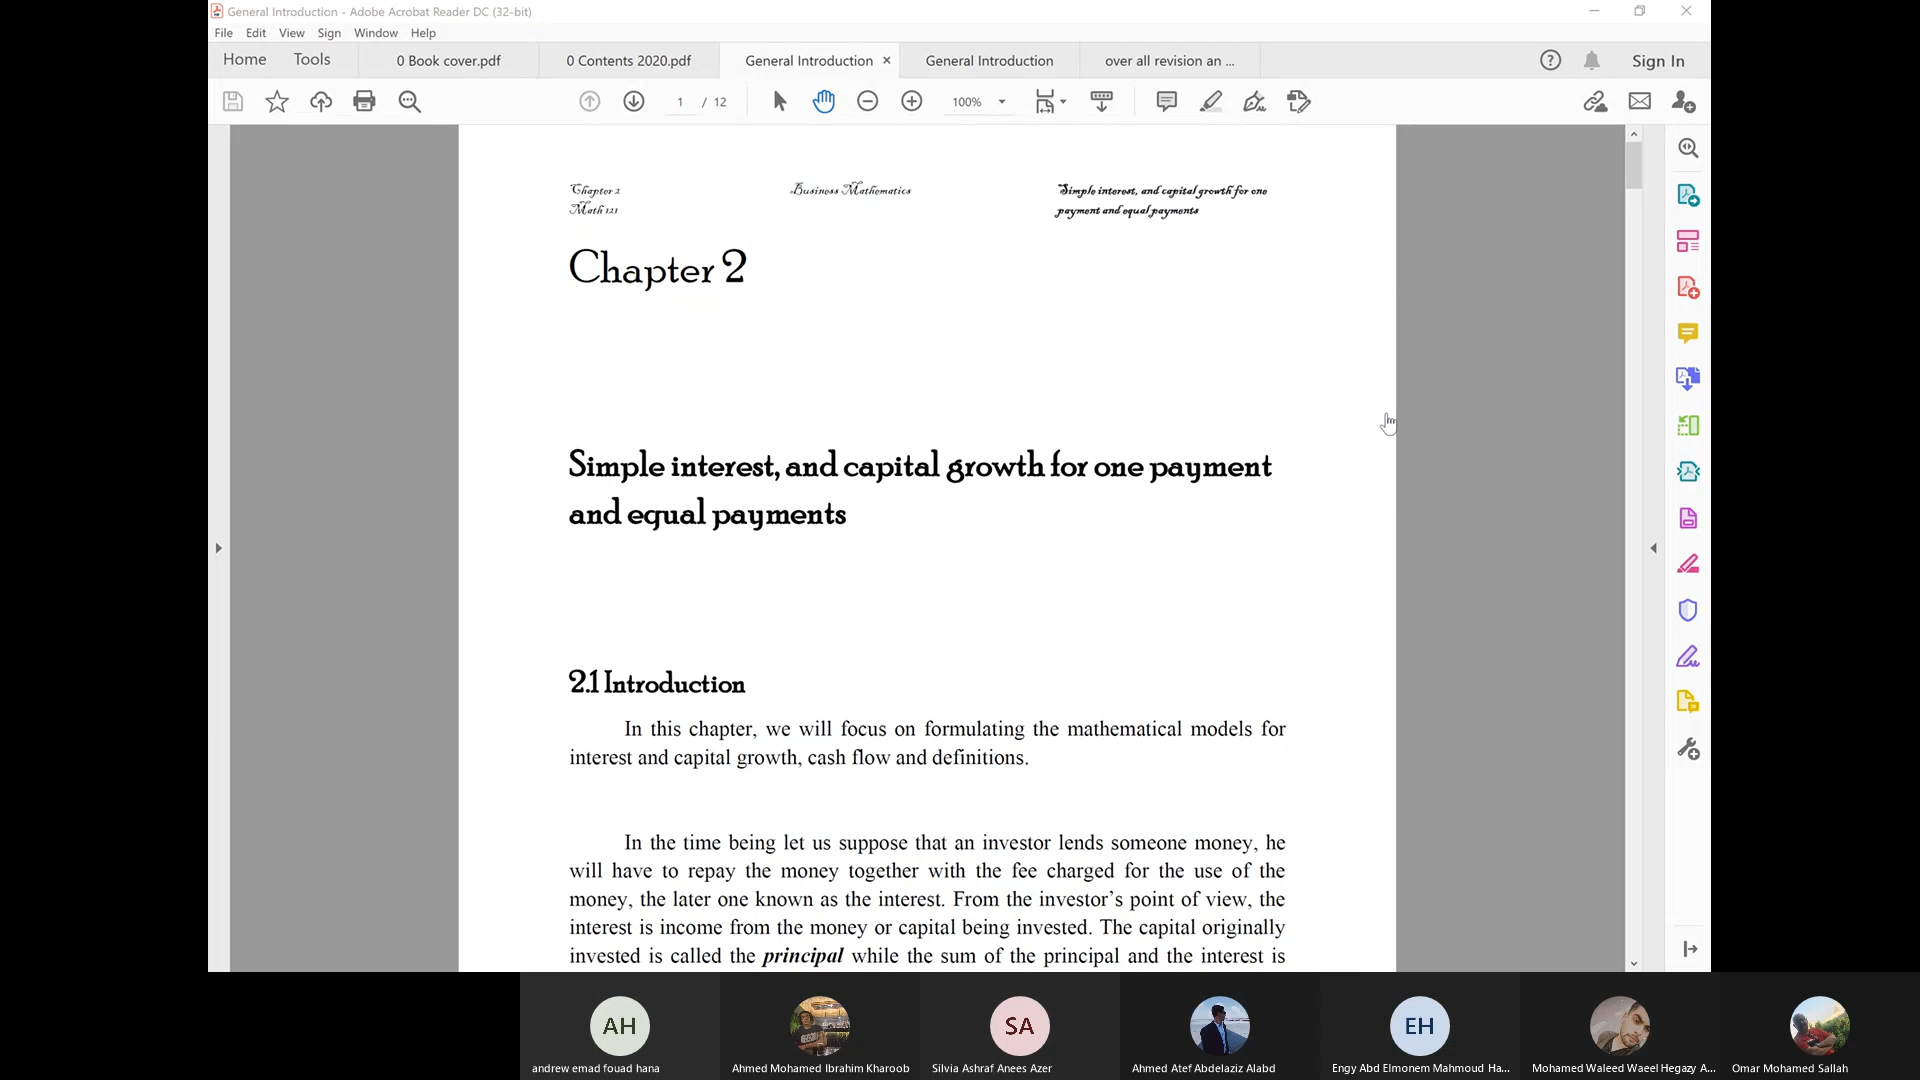 General Introduction - Adobe Acrobat Reader DC (32-bit)
File Edit View Sign Window Help
Home Tools 0 Book cover.pdf 0 Contents 2020.pdf General Introduction × General Introduction over all revision an ... Sign In
1 / 12 100%
Chapter 2 Business Mathematics Simple interest, and capital growth for one
Math 121 payment and equal payments
Chapter 2
Simple interest, and capital growth for one payment
and equal payments
2.1 Introduction
In this chapter, we will focus on formulating the mathematical models for
interest and capital growth, cash flow and definitions.
In the time being let us suppose that an investor lends someone money, he
will have to repay the money together with the fee charged for the use of the
money, the later one known as the interest. From the investor's point of view, the
interest is income from the money or capital being invested. The capital originally
invested is called the principal while the sum of the principal and the interest is
AH SA EH
andrew emad fouad hana Ahmed Mohamed Ibrahim Kharoob Silvia Ashraf Anees Azer Ahmed Atef Abdelaziz Alabd Engy Abd Elmonem Mahmoud Ha... Mohamed Waleed Waeel Hegazy A... Omar Mohamed Sallah